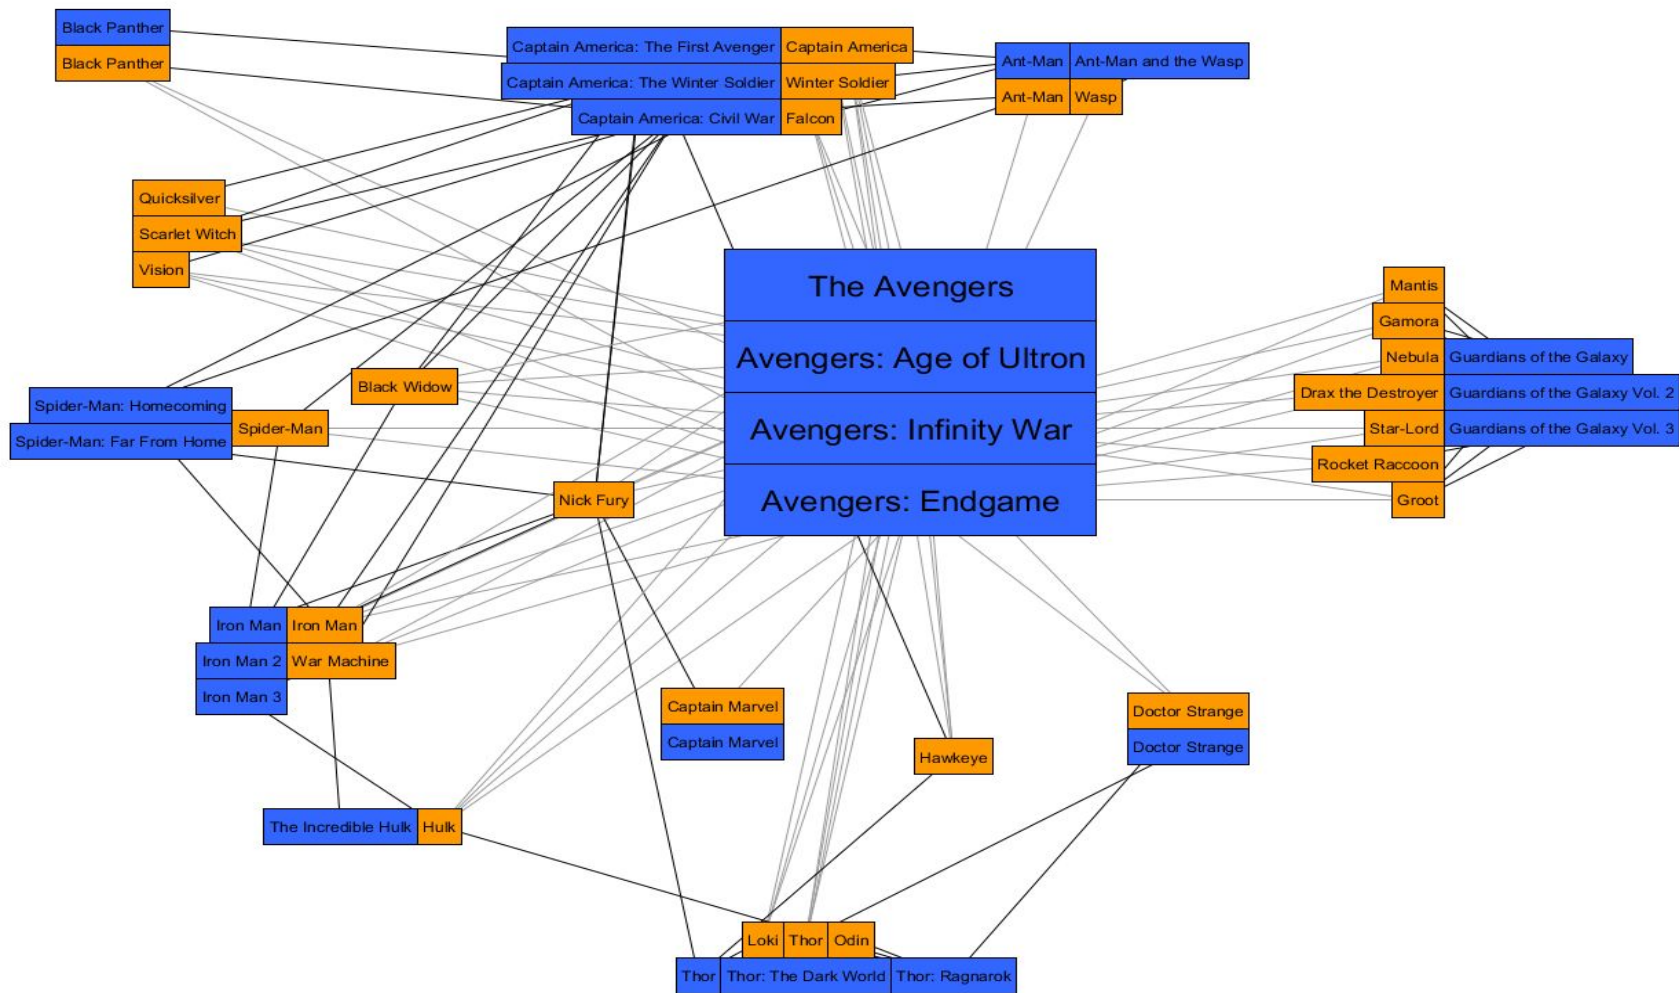 Black Panther
Black Panther
Captain America: The First Avenger Captain America
Captain America: The Winter Soldier Winter Soldier
Captain America: Civil War Falcon
Ant-Man Ant-Man and the Wasp
Ant-Man Wasp
Quicksilver
Scarlet Witch
Vision
The Avengers
Avengers: Age of Ultron
Avengers: Infinity War
Avengers: Endgame
Mantis
Gamora
Nebula Guardians of the Galaxy
Drax the Destroyer Guardians of the Galaxy Vol. 2
Star-Lord Guardians of the Galaxy Vol. 3
Rocket Raccoon
Groot
Black Widow
Spider-Man: Homecoming
Spider-Man
Spider-Man: Far From Home
Nick Fury
Iron Man Iron Man
Iron Man 2 War Machine
Iron Man 3
Captain Marvel
Captain Marvel
Hawkeye
Doctor Strange
Doctor Strange
The Incredible Hulk Hulk
Loki Thor Odin
Thor Thor: The Dark World Thor: Ragnarok